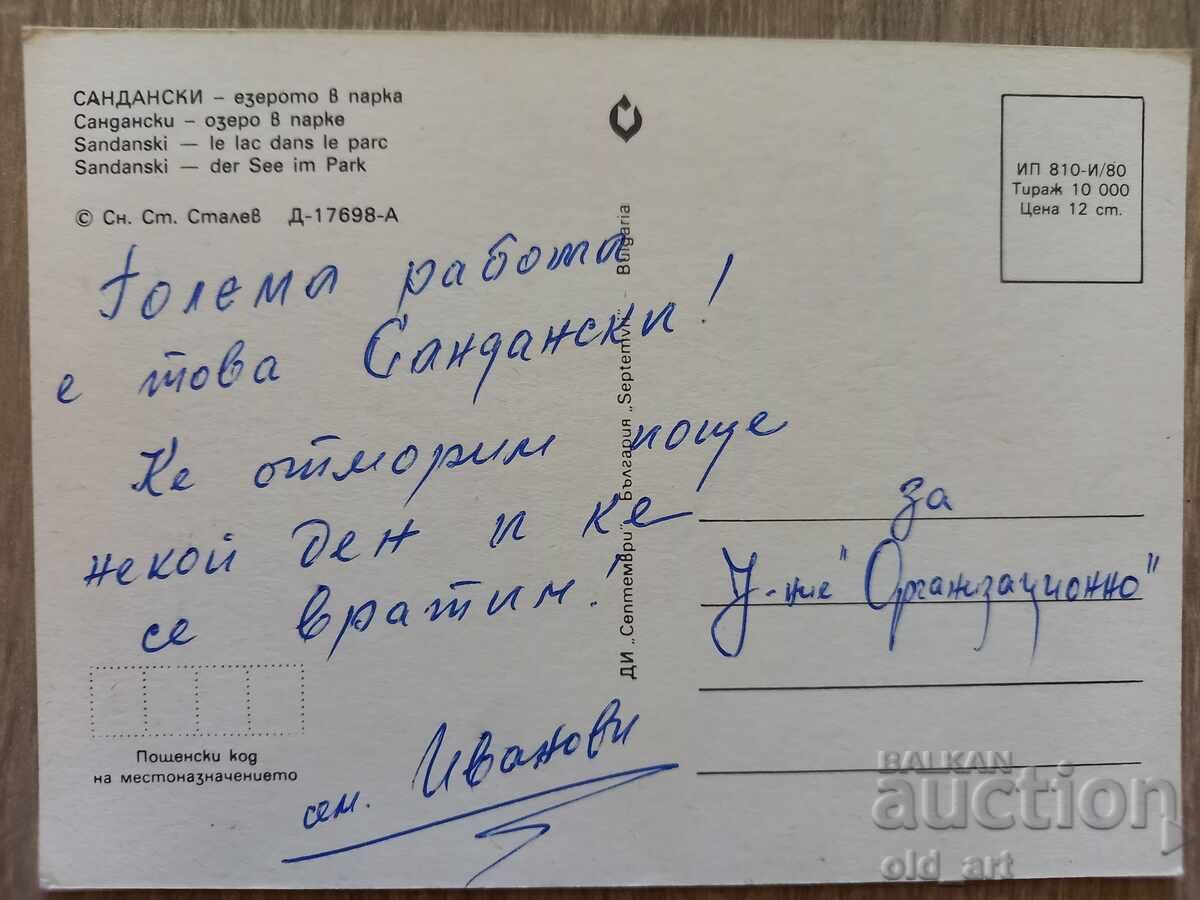 САНДАНСКИ – езерото в парка
Сандански – озеро в парке
Sandanski — le lac dans le parc
Sandanski — der See im Park
© Сн. Ст. Сталев Д-17698-А
Голема работа
е това Сандански!
Ке отморим поще
некой ден и ке
се вратим!
сем. Иванови
Пощенски код
на местоназначението
ДИ „Септември" България „Septemvri" – Bulgaria
ИП 810-И/80
Тираж 10 000
Цена 12 ст.
за
У-ние "Организационно"
BALKAN
auction
old_art